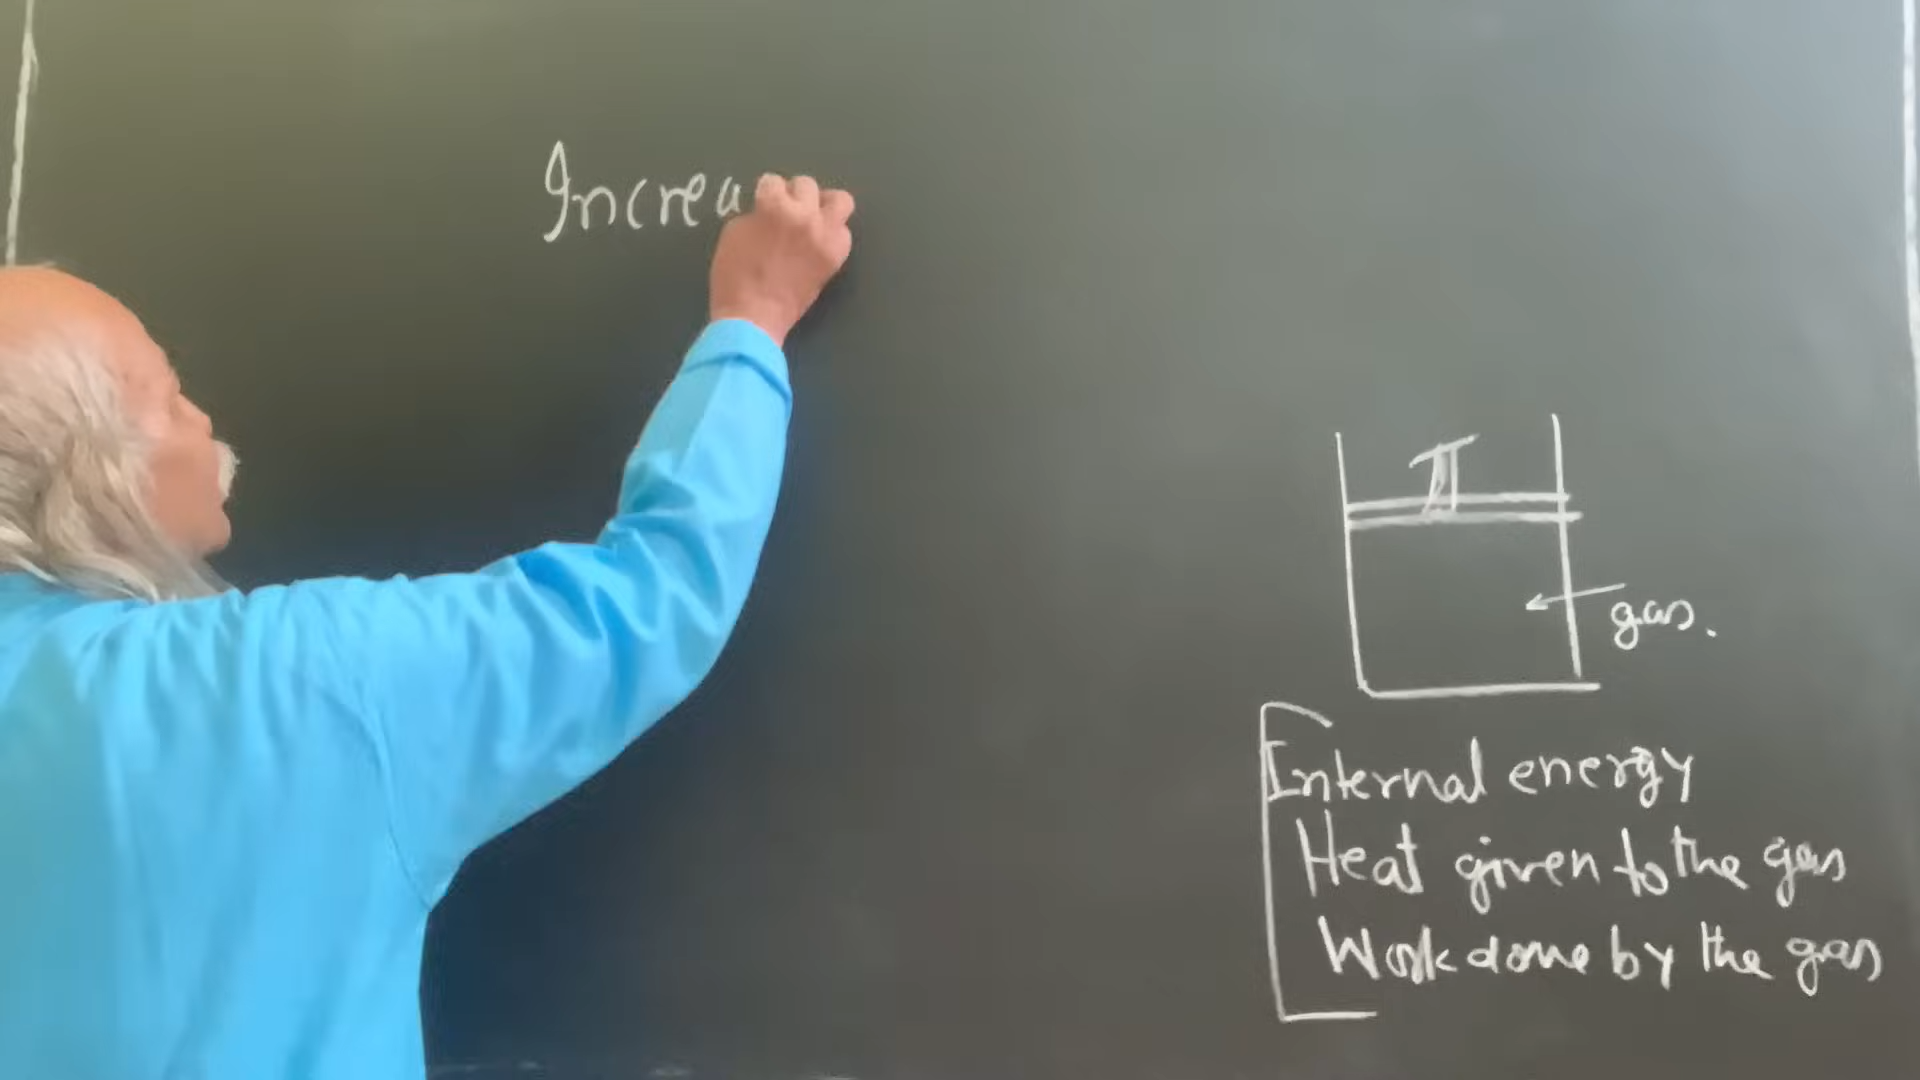 Increa
gas.
Internal energy
Heat given to the gas
Work done by the gas